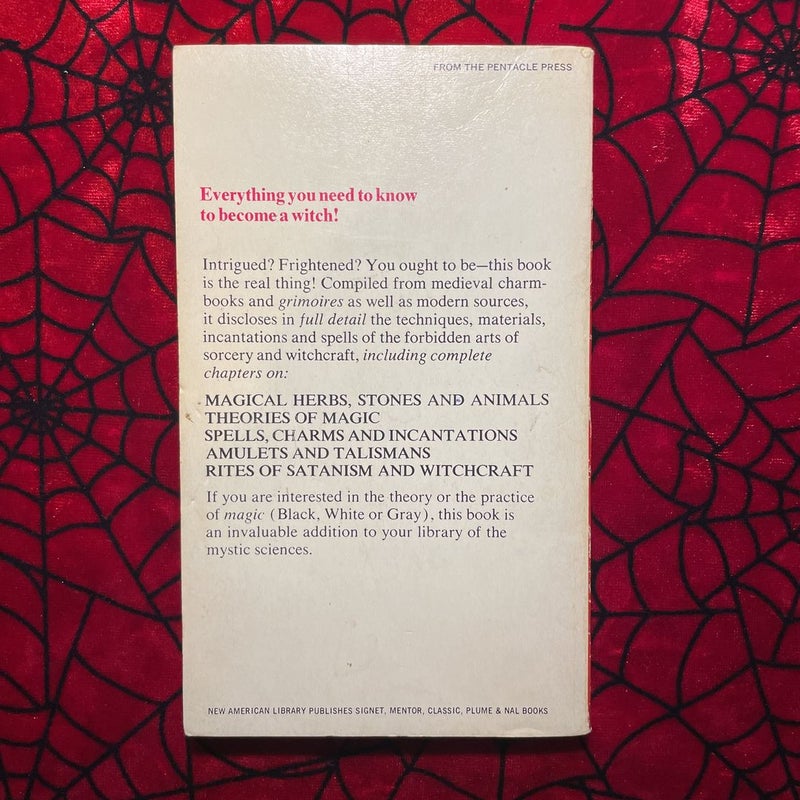 FROM THE PENTACLE PRESS
Everything you need to know
to become a witch!
Intrigued? Frightened? You ought to be—this book
is the real thing! Compiled from medieval charm-
books and grimoires as well as modern sources,
it discloses in full detail the techniques, materials,
incantations and spells of the forbidden arts of
sorcery and witchcraft, including complete
chapters on:
MAGICAL HERBS, STONES AND ANIMALS
THEORIES OF MAGIC
SPELLS, CHARMS AND INCANTATIONS
AMULETS AND TALISMANS
RITES OF SATANISM AND WITCHCRAFT
If you are interested in the theory or the practice
of magic (Black, White or Gray), this book is
an invaluable addition to your library of the
mystic sciences.
NEW AMERICAN LIBRARY PUBLISHES SIGNET, MENTOR, CLASSIC, PLUME & NAL BOOKS